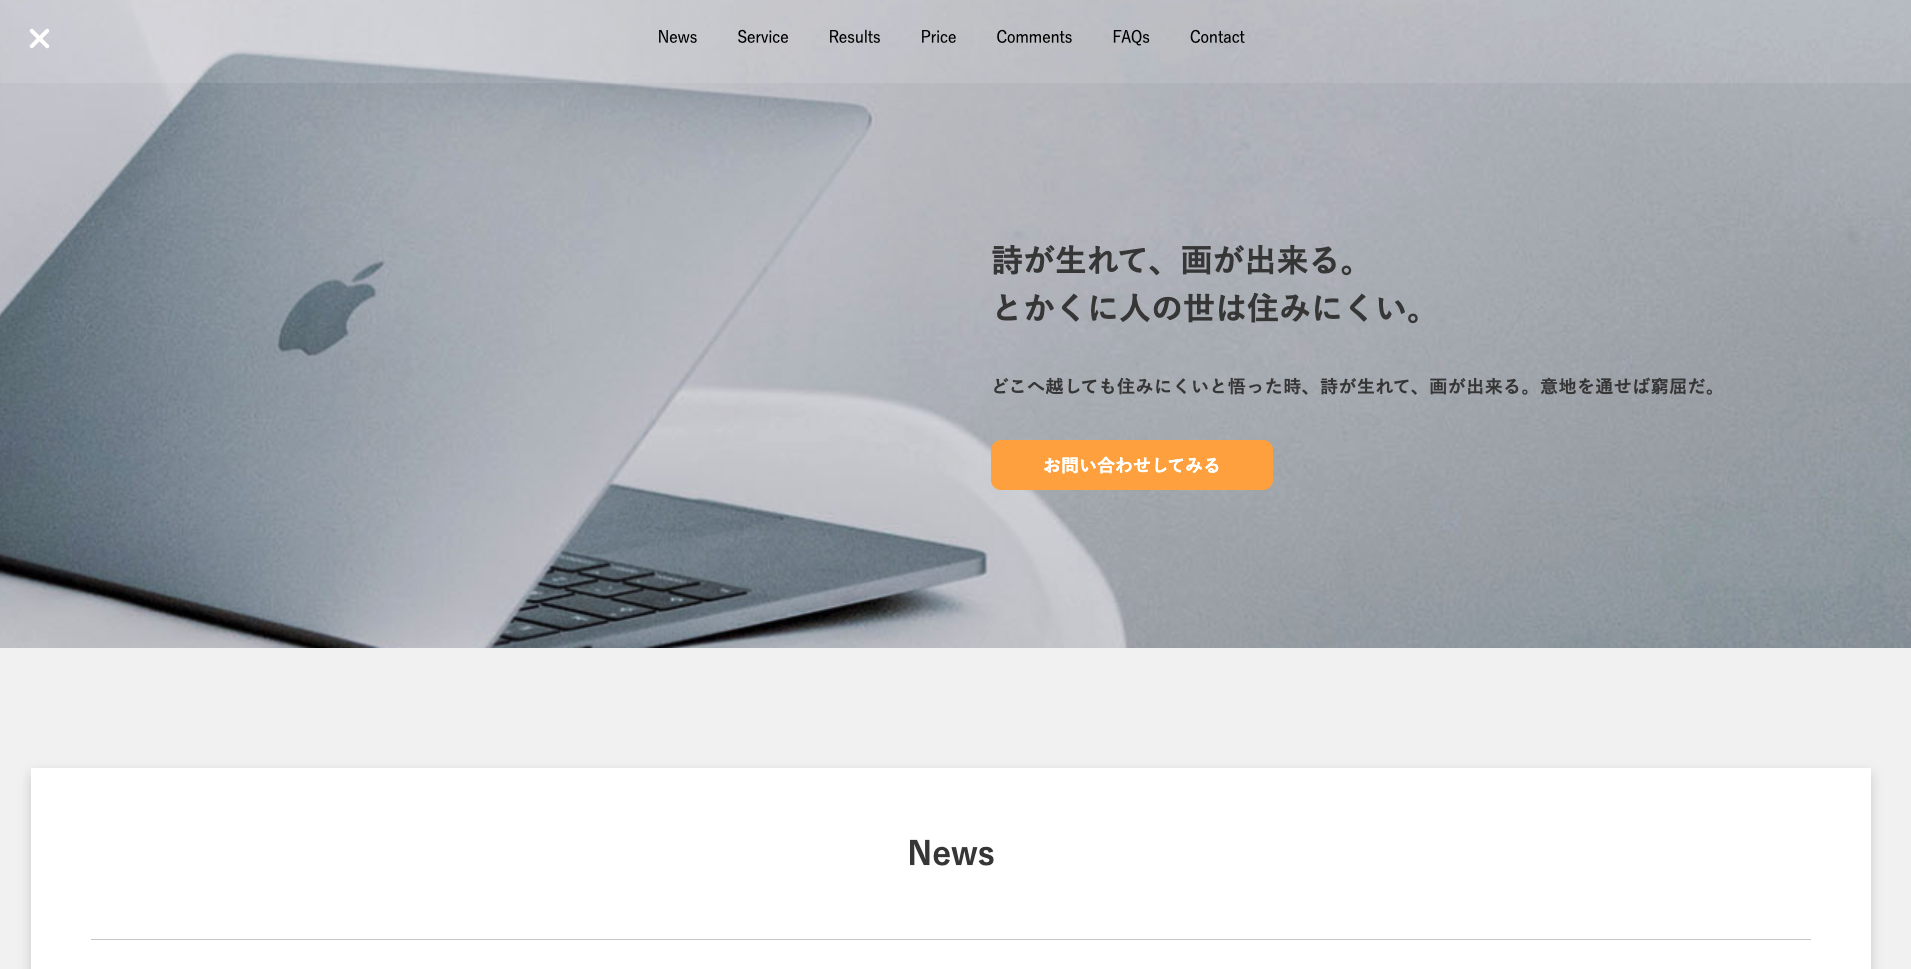 News
Service
Results
Price
Comments
FAQs
Contact
詩が生れて、画が出来る。
とかくに人の世は住みにくい。
どこへ越しても住みにくいと悟った時、詩が生れて、画が出来る。意地を通せば窮屈だ。
お問い合わせしてみる
News